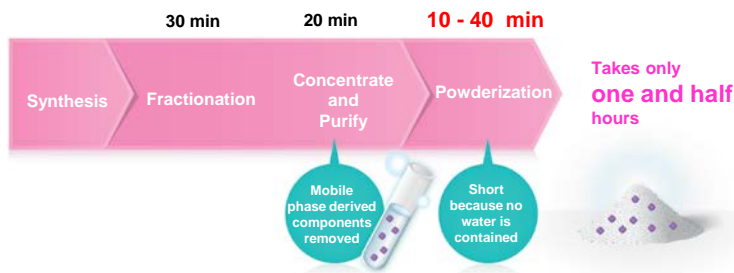 30 min
20 min
10 - 40 min
Synthesis
Fractionation
Concentrate
and
Purify
Powderization
Takes only
one and half
hours
Mobile
phase derived
components
removed
Short
because no
water is
contained